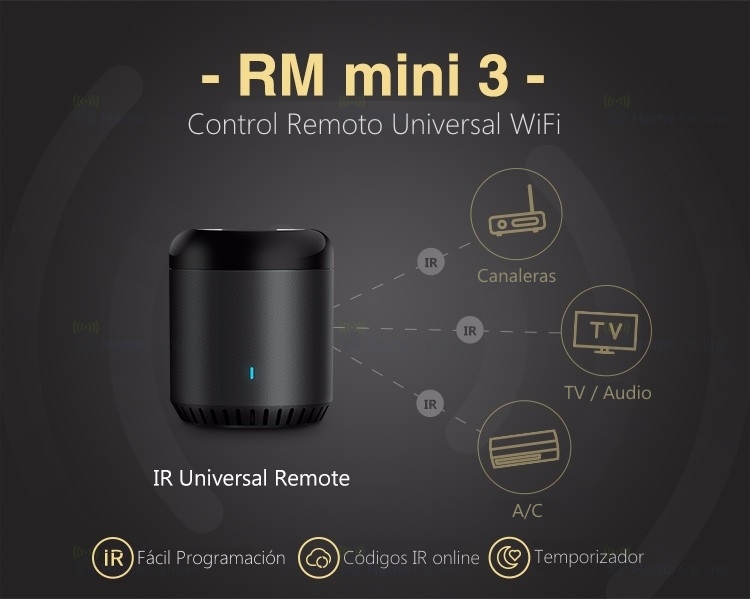 - RM mini 3 -
Control Remoto Universal WiFi
IR
Canaleras
IR
TV
TV / Audio
IR
A/C
IR Universal Remote
iR Fácil Programación
Códigos IR online
Temporizador